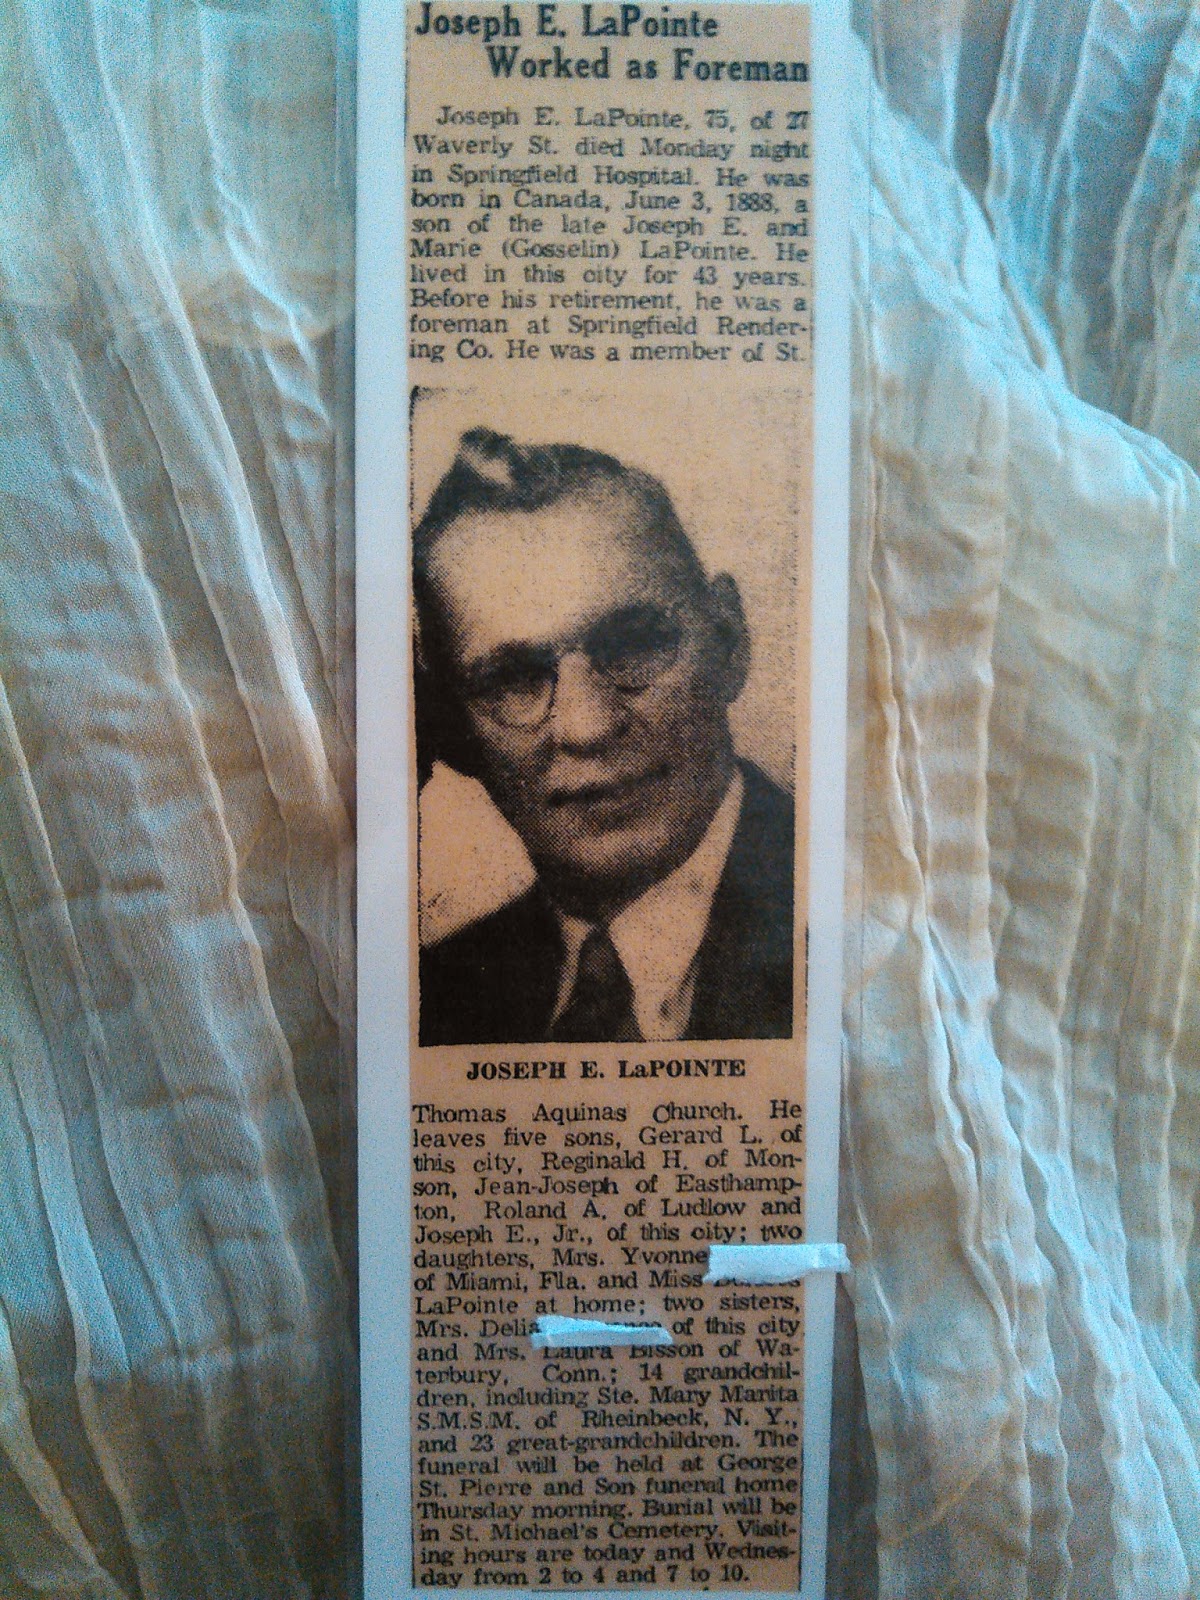 Joseph E. LaPointe
Worked as Foreman
Joseph E. LaPointe, 75, of 27
Waverly St. died Monday night
in Springfield Hospital. He was
born in Canada, June 3, 1888, a
son of the late Joseph E. and
Marie (Gosselin) LaPointe. He
lived in this city for 43 years.
Before his retirement, he was a
foreman at Springfield Render-
ing Co. He was a member of St.
JOSEPH E. LaPOINTE
Thomas Aquinas Church. He
leaves five sons, Gerard L. of
this city, Reginald H. of Mon-
son, Jean-Joseph of Easthamp-
ton, Roland A. of Ludlow and
Joseph E., Jr., of this city; two
daughters, Mrs. Yvonne
of Miami, Fla. and Miss
LaPointe at home; two sisters,
Mrs. Delia of this city
and Mrs. Laura Bisson of Wa-
terbury, Conn.; 14 grandchil-
dren, including Ste. Mary Marita
S.M.S.M. of Rheinbeck, N. Y.,
and 23 great-grandchildren. The
funeral will be held at George
St. Pierre and Son funeral home
Thursday morning. Burial will be
in St. Michael's Cemetery. Visit-
ing hours are today and Wednes-
day from 2 to 4 and 7 to 10.